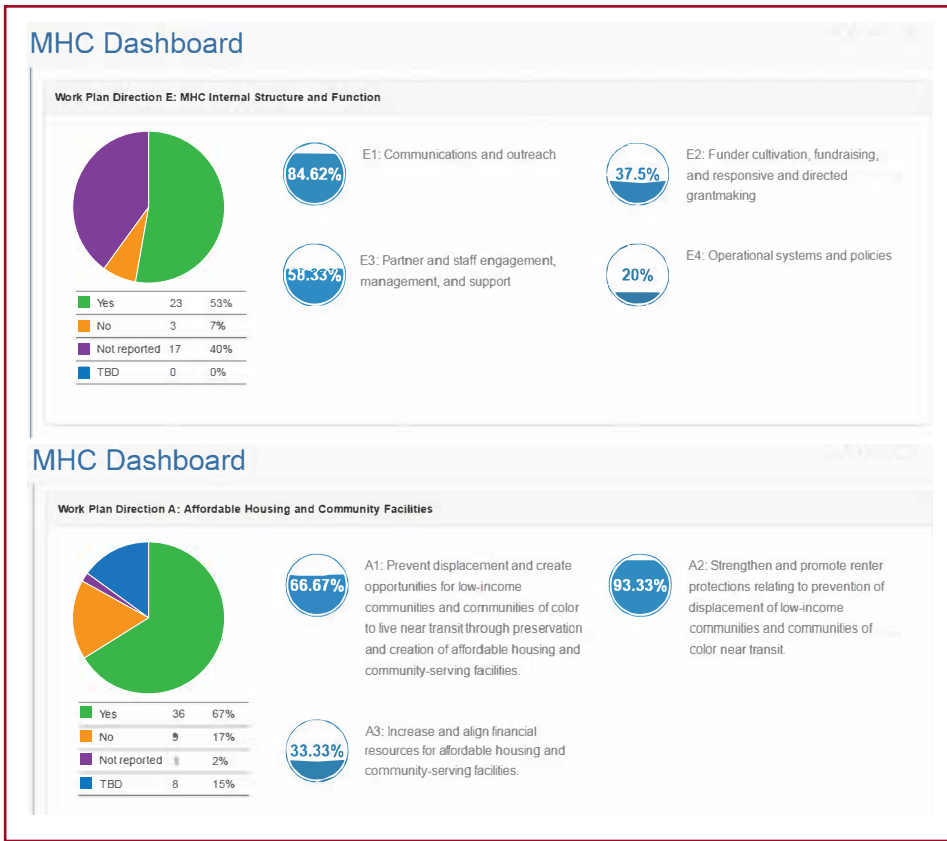 MHC Dashboard
Work Plan Direction E: MHC Internal Structure and Function
84.62%
E1: Communications and outreach
37.5%
E2: Funder cultivation, fundraising,
and responsive and directed
grantmaking
58.33%
E3: Partner and staff engagement,
management, and support
20%
E4: Operational systems and policies
Yes 23 53%
No 3 7%
Not reported 17 40%
TBD 0 0%
MHC Dashboard
Work Plan Direction A: Affordable Housing and Community Facilities
66.67%
A1: Prevent displacement and create
opportunities for low-income
communities and communities of color
to live near transit through preservation
and creation of affordable housing and
community-serving facilities.
93.33%
A2: Strengthen and promote renter
protections relating to prevention of
displacement of low-income
communities and communities of
color near transit.
33.33%
A3: Increase and align financial
resources for affordable housing and
community-serving facilities.
Yes 36 67%
No 9 17%
Not reported 2%
TBD 8 15%